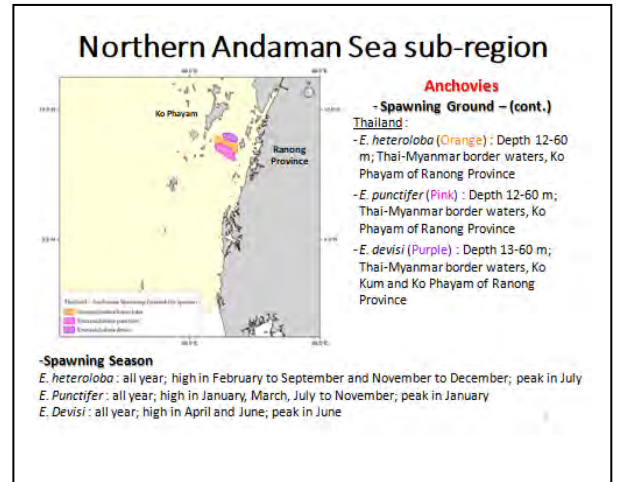 Northern Andaman Sea sub-region
Ko Phayam
Ranong
Province
Anchovies
- Spawning Ground – (cont.)
Thailand :
- E. heteroloba (Orange) : Depth 12-60
m; Thai-Myanmar border waters, Ko
Phayam of Ranong Province
- E. punctifer (Pink) : Depth 12-60 m;
Thai-Myanmar border waters, Ko
Phayam of Ranong Province
- E. devisi (Purple) : Depth 13-60 m;
Thai-Myanmar border waters, Ko
Kum and Ko Phayam of Ranong
Province
-Spawning Season
E. heteroloba : all year; high in February to September and November to December; peak in July
E. Punctifer : all year; high in January, March, July to November; peak in January
E. Devisi : all year; high in April and June; peak in June